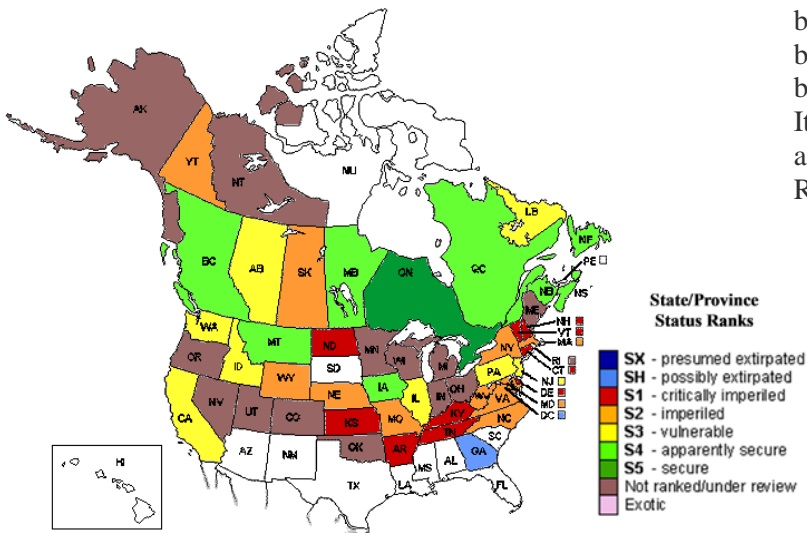 b
b
b
It
a
R
AK
YT
NT
NU
BC
AB
SK
MB
ON
QC
LB
NF
PE
NB
NS
WA
OR
ID
MT
ND
MN
WI
MI
ME
NH
VT
MA
NY
RI
CT
SD
WY
NE
IA
IL
IN
OH
PA
NJ
DE
MD
DC
CA
NV
UT
CO
KS
MO
KY
WV
VA
NC
TN
SC
AZ
NM
OK
AR
TX
LA
MS
AL
GA
FL
HI
State/Province
Status Ranks
SX - presumed extirpated
SH - possibly extirpated
S1 - critically imperiled
S2 - imperiled
S3 - vulnerable
S4 - apparently secure
S5 - secure
Not ranked/under review
Exotic